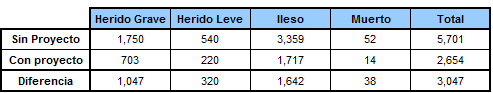 Herido Grave Herido Leve Ileso Muerto Total
Sin Proyecto 1,750 540 3,359 52 5,701
Con proyecto 703 220 1,717 14 2,654
Diferencia 1,047 320 1,642 38 3,047